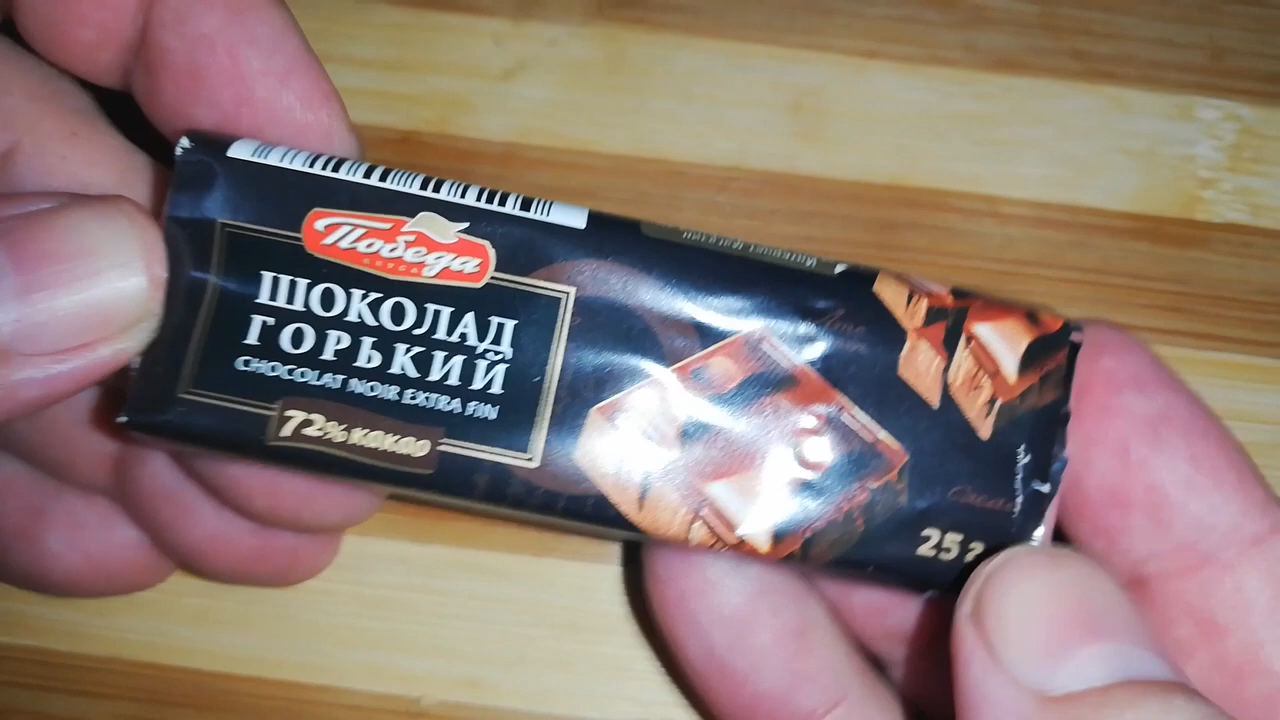 Победа
ВКУСА
ШОКОЛАД
ГОРЬКИЙ
CHOCOLAT NOIR EXTRA FIN
72% какао
25 г